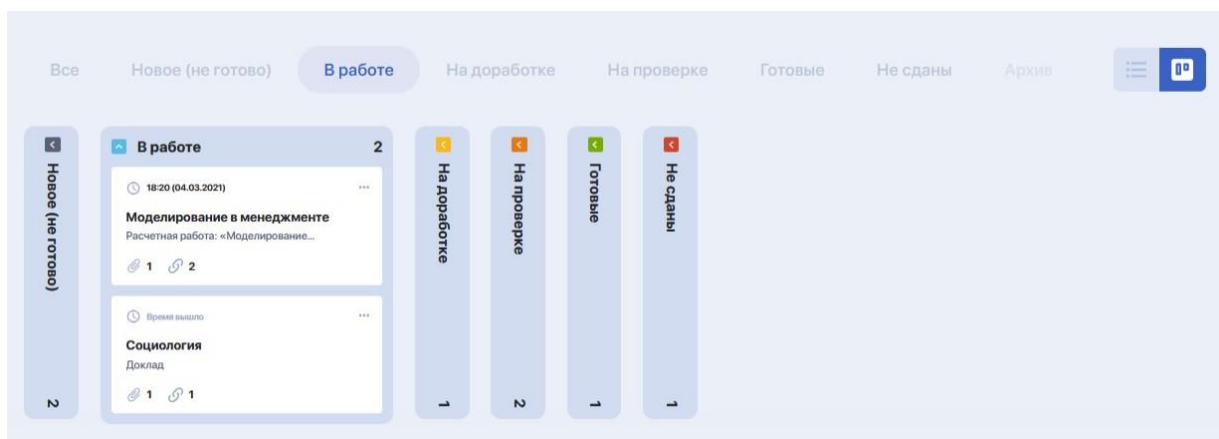 Все
Новое (не готово)
В работе
На доработке
На проверке
Готовые
Не сданы
Архив
Новое (не готово)
2
В работе
2
18:20 (04.03.2021)
Моделирование в менеджменте
Расчетная работа: «Моделирование...
1
2
Время вышло
Социология
Доклад
1
1
На доработке
1
На проверке
2
Готовые
1
Не сданы
1